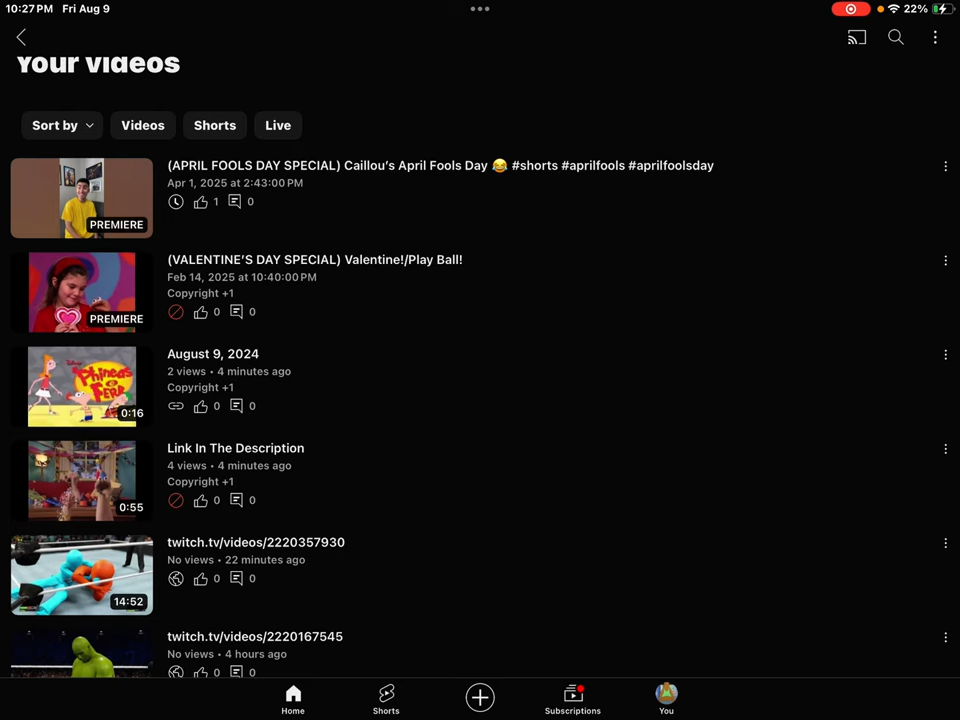 10:27 PM Fri Aug 9
22%
Your videos
Sort by Videos Shorts Live
(APRIL FOOLS DAY SPECIAL) Caillou's April Fools Day 😂 #shorts #aprilfools #aprilfoolsday
Apr 1, 2025 at 2:43:00 PM
1 0
PREMIERE
(VALENTINE'S DAY SPECIAL) Valentine!/Play Ball!
Feb 14, 2025 at 10:40:00 PM
Copyright +1
0 0
PREMIERE
August 9, 2024
2 views • 4 minutes ago
Copyright +1
0 0
Phineas
Ferb
0:16
Link In The Description
4 views • 4 minutes ago
Copyright +1
0 0
0:55
twitch.tv/videos/2220357930
No views • 22 minutes ago
0 0
14:52
twitch.tv/videos/2220167545
No views • 4 hours ago
0 0
Home Shorts Subscriptions You